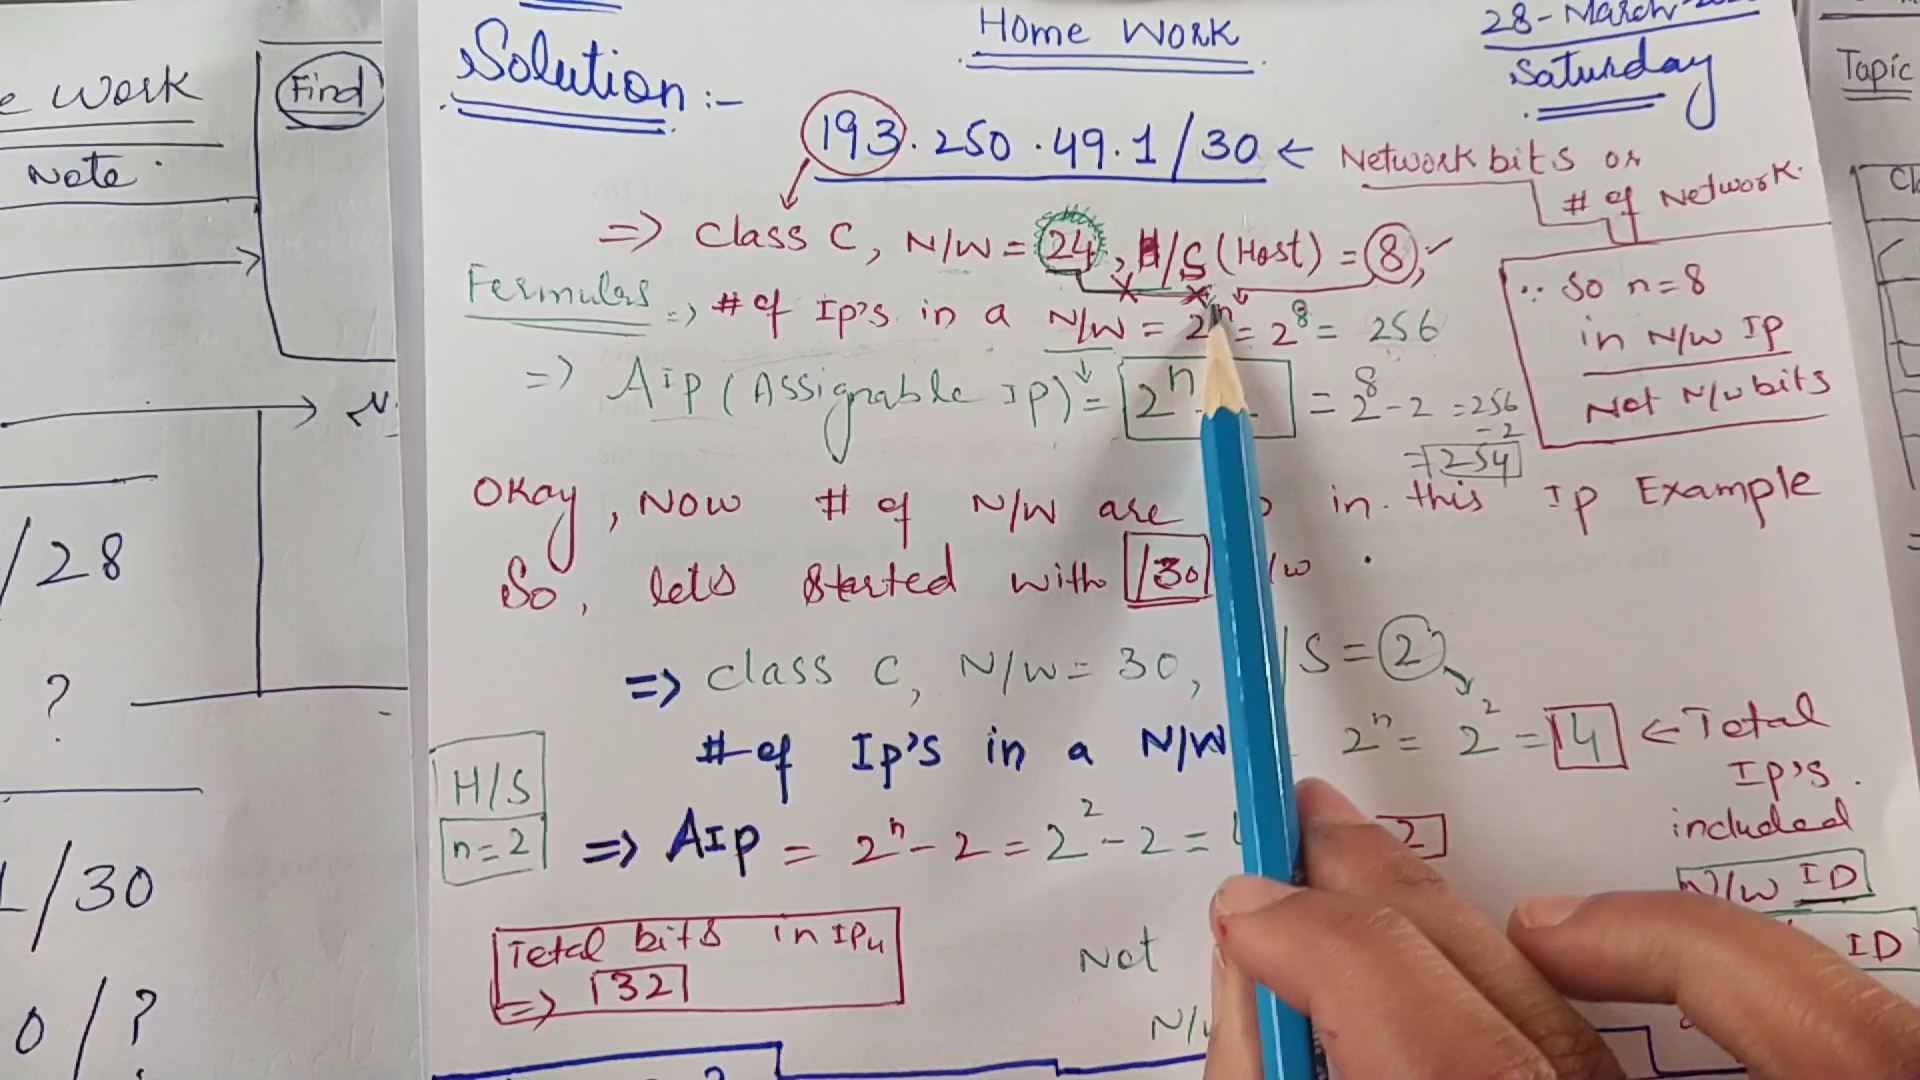 Home Work
28-March
Saturday
Solution:-
193.250.49.1/30 ← Network bits or
# of Network.
=> Class C, N/W = 24, H/S (Host) = 8,
Formulas => # of Ip's in a N/W = 2^n = 2^8 = 256
=> AIP (Assignable Ip) = 2^n - = 2^8 - 2 = 256
- 2
= 254
∵ So n = 8
in N/W IP
Not N/W bits
Okay, Now # of N/W are in this Ip Example
So, lets started with /30
=> Class C, N/W = 30, /S = 2
# of Ip's in a N/W 2^n = 2^2 = 4 ← Total
Ip's.
included
N/W ID
ID
H/S
n = 2
=> AIP = 2^n - 2 = 2^2 - 2 = 2
Total bits in IPv4
=> 32
Not
N/
Work
Find
Note
/28
?
/30
0/?
Topic